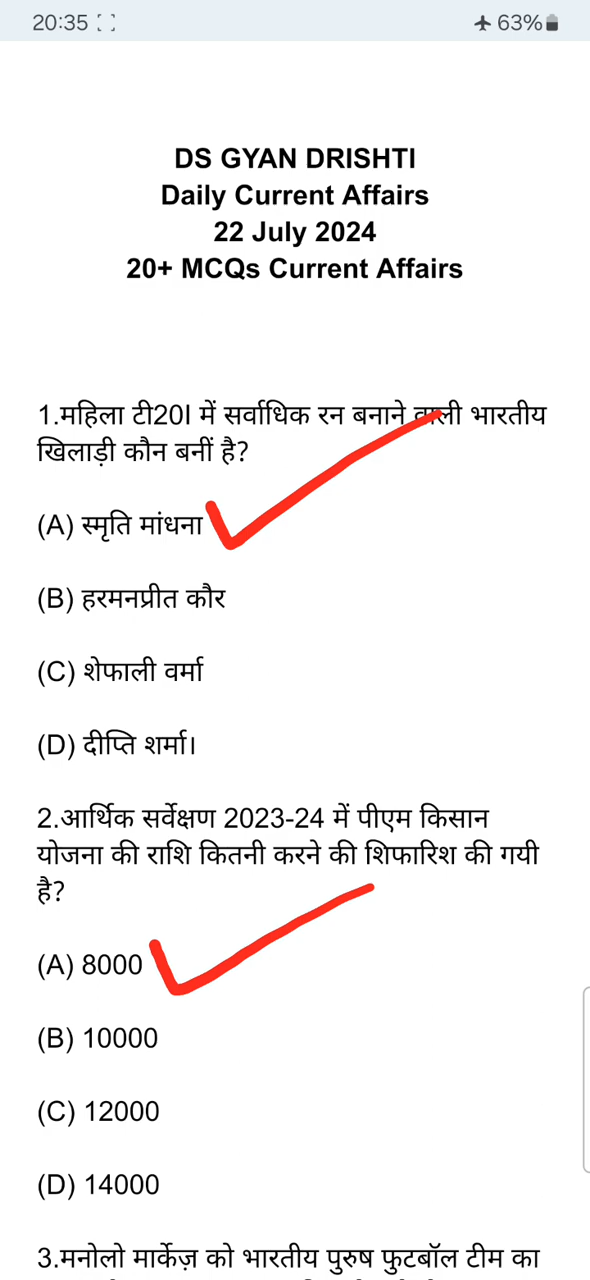 20:35
63%
DS GYAN DRISHTI
Daily Current Affairs
22 July 2024
20+ MCQs Current Affairs
1.महिला टी20I में सर्वाधिक रन बनाने वाली भारतीय
खिलाड़ी कौन बनीं है?
(A) स्मृति मांधना
(B) हरमनप्रीत कौर
(C) शेफाली वर्मा
(D) दीप्ति शर्मा।
2.आर्थिक सर्वेक्षण 2023-24 में पीएम किसान
योजना की राशि कितनी करने की शिफारिश की गयी
है?
(A) 8000
(B) 10000
(C) 12000
(D) 14000
3.मनोलो मार्केज़ को भारतीय पुरुष फुटबॉल टीम का